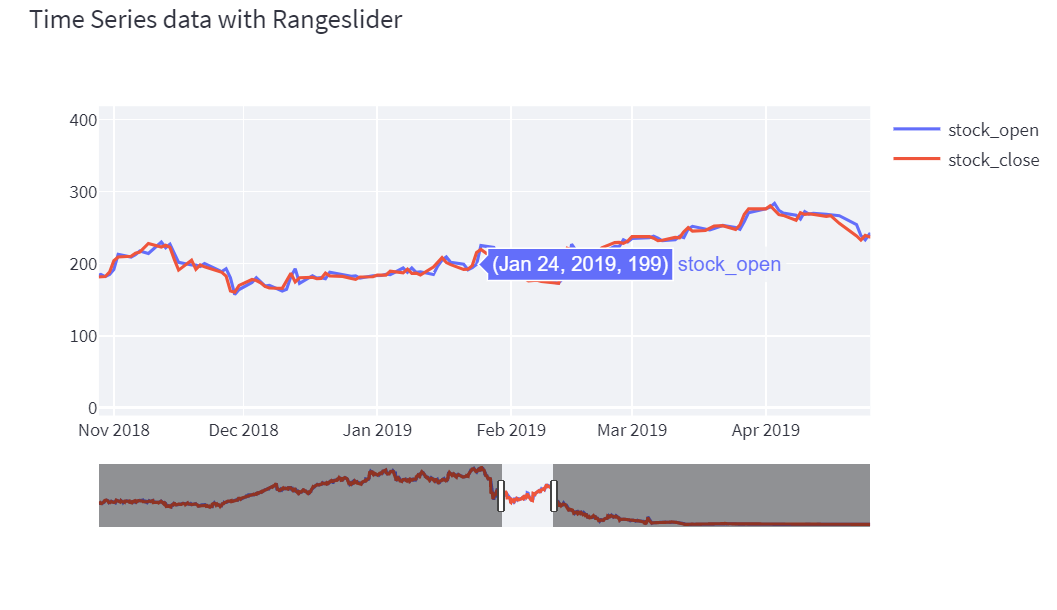 Time Series data with Rangeslider
stock_open
stock_close
400
300
200
100
0
(Jan 24, 2019, 199) stock_open
Nov 2018 Dec 2018 Jan 2019 Feb 2019 Mar 2019 Apr 2019